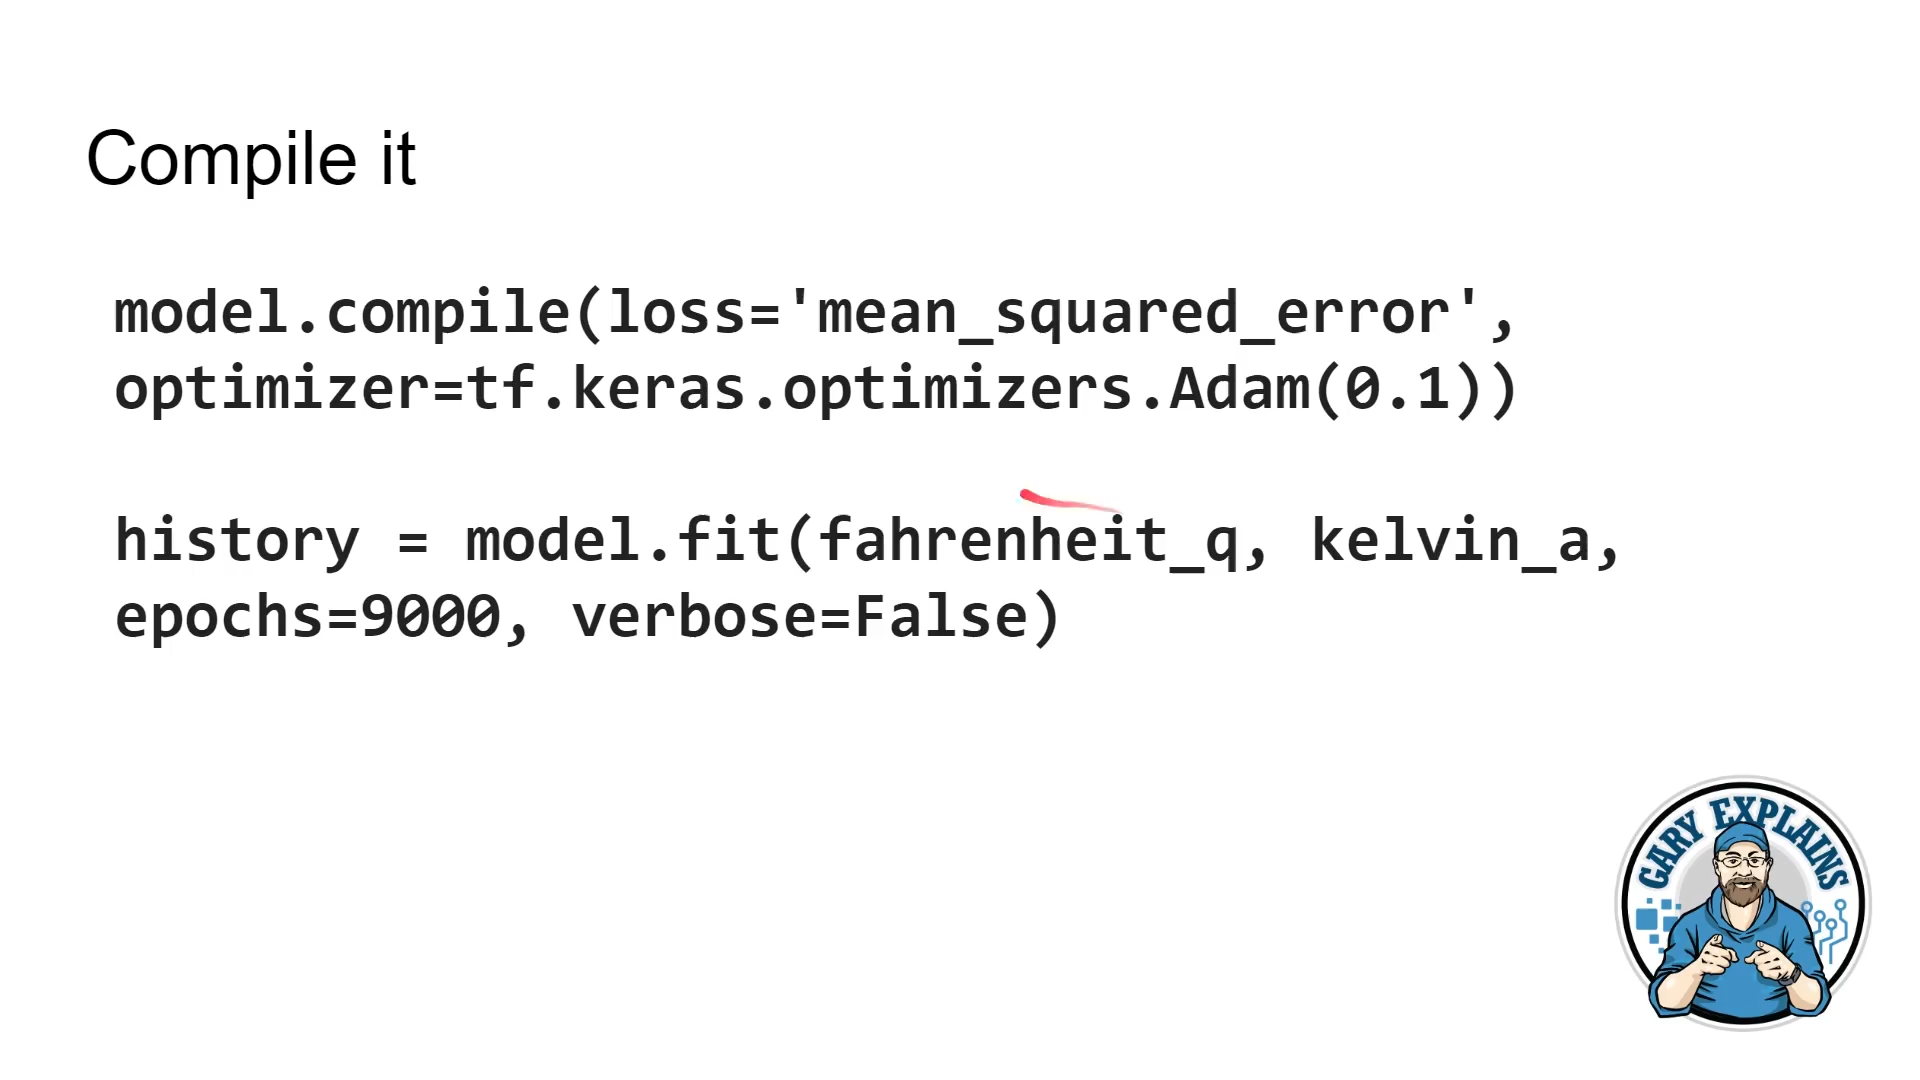 Compile it
model.compile(loss='mean_squared_error',
optimizer=tf.keras.optimizers.Adam(0.1))
history = model.fit(fahrenheit_q, kelvin_a,
epochs=9000, verbose=False)
GARY EXPLAINS